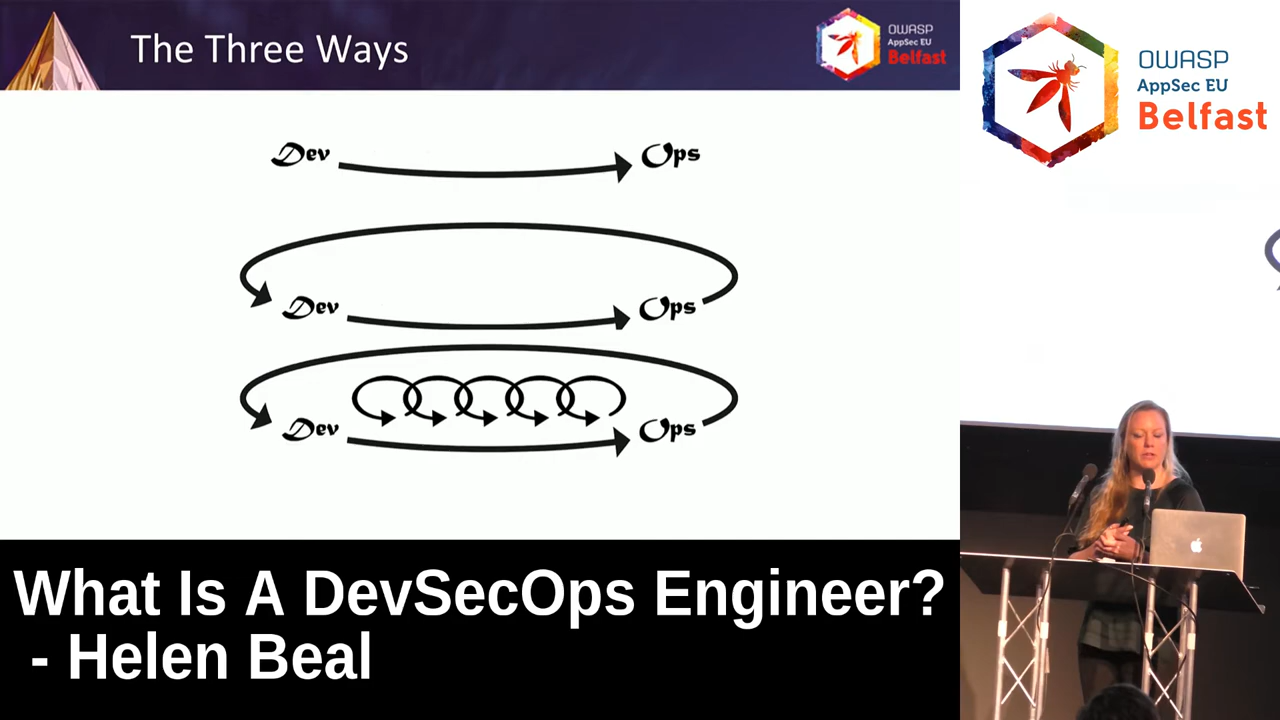 The Three Ways
OWASP
AppSec EU
Belfast
OWASP
AppSec EU
Belfast
Dev
Ops
Dev
Ops
Dev
Ops
What Is A DevSecOps Engineer?
- Helen Beal